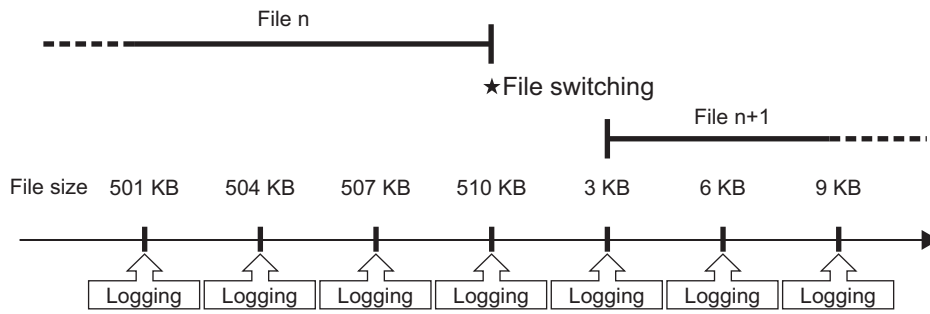 File n
★File switching
File n+1
File size 501 KB 504 KB 507 KB 510 KB 3 KB 6 KB 9 KB
Logging Logging Logging Logging Logging Logging Logging